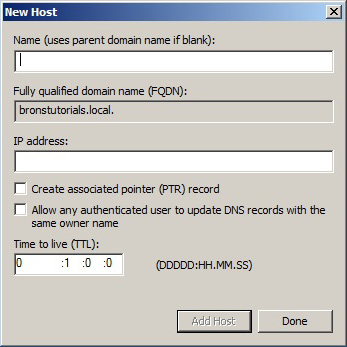 New Host
Name (uses parent domain name if blank):
Fully qualified domain name (FQDN):
bronstutorials.local.
IP address:
Create associated pointer (PTR) record
Allow any authenticated user to update DNS records with the
same owner name
Time to live (TTL):
0 :1 :0 :0 (DDDDD:HH.MM.SS)
Add Host Done